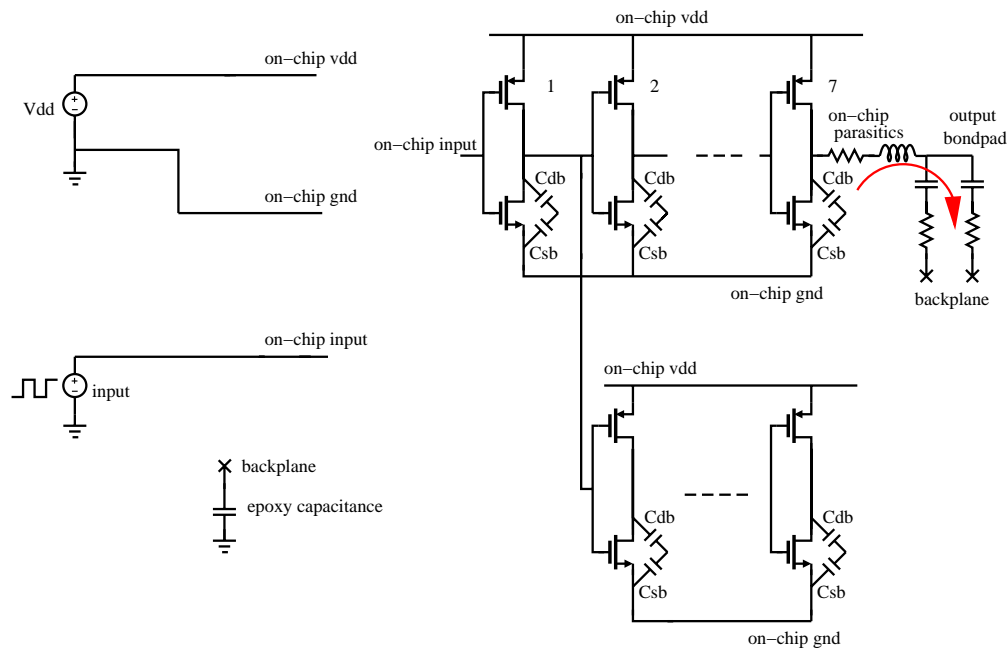 on−chip vdd
on−chip vdd
Vdd
+
−
1
2
7
on−chip
parasitics
output
bondpad
on−chip input
on−chip gnd
Cdb
Csb
Cdb
Csb
Cdb
Csb
on−chip gnd
backplane
on−chip input
+
−
input
on−chip vdd
backplane
epoxy capacitance
Cdb
Csb
Cdb
Csb
on−chip gnd